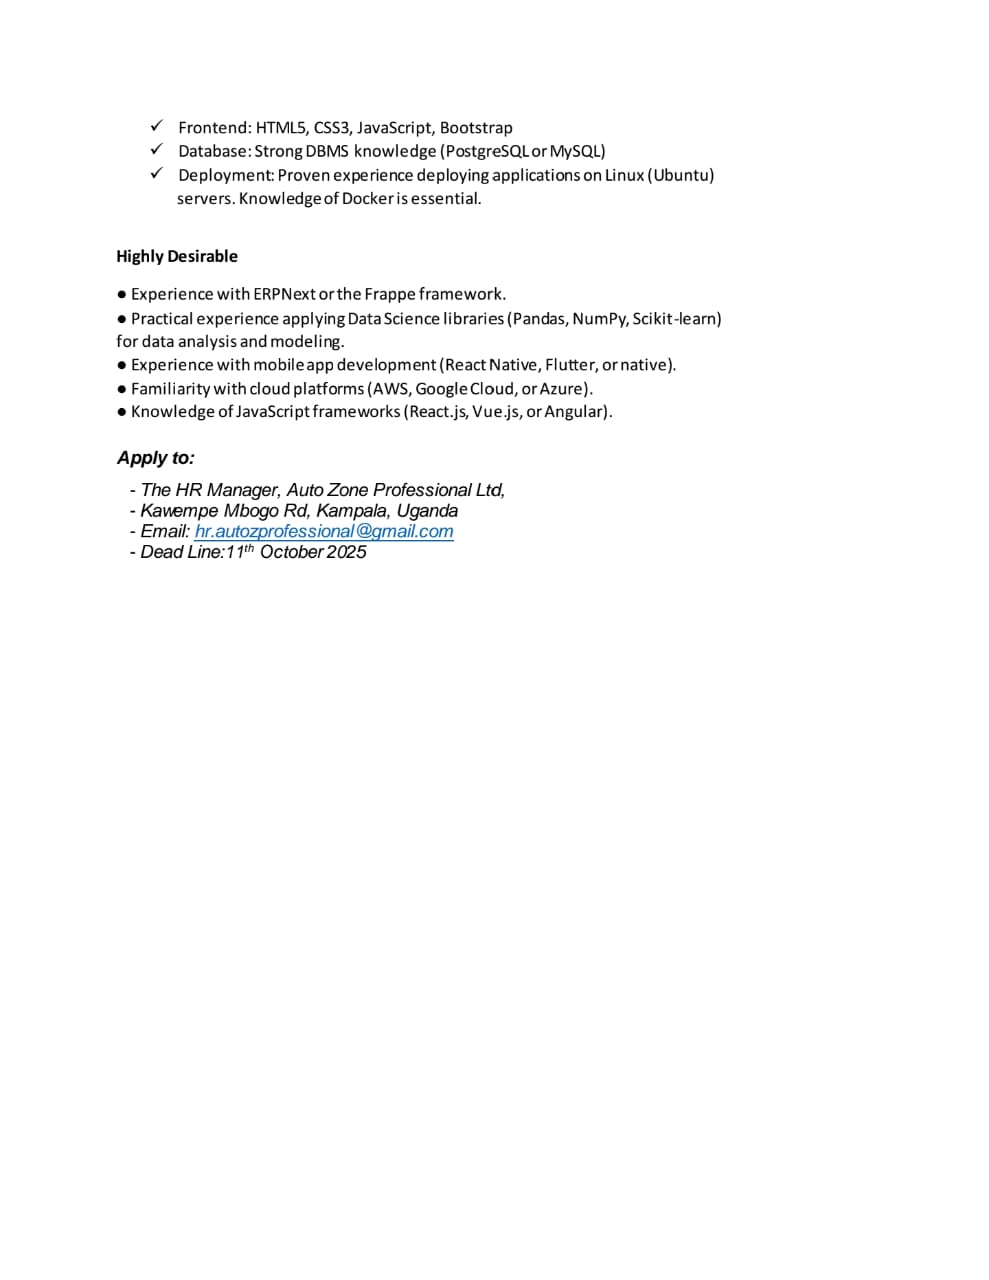 ✓ Frontend: HTML5, CSS3, JavaScript, Bootstrap
✓ Database: Strong DBMS knowledge (PostgreSQL or MySQL)
✓ Deployment: Proven experience deploying applications on Linux (Ubuntu)
servers. Knowledge of Docker is essential.
Highly Desirable
● Experience with ERPNext or the Frappe framework.
● Practical experience applying Data Science libraries (Pandas, NumPy, Scikit-learn)
for data analysis and modeling.
● Experience with mobile app development (React Native, Flutter, or native).
● Familiarity with cloud platforms (AWS, Google Cloud, or Azure).
● Knowledge of JavaScript frameworks (React.js, Vue.js, or Angular).
Apply to:
- The HR Manager, Auto Zone Professional Ltd,
- Kawempe Mbogo Rd, Kampala, Uganda
- Email: hr.autozprofessional@gmail.com
- Dead Line:11th October 2025